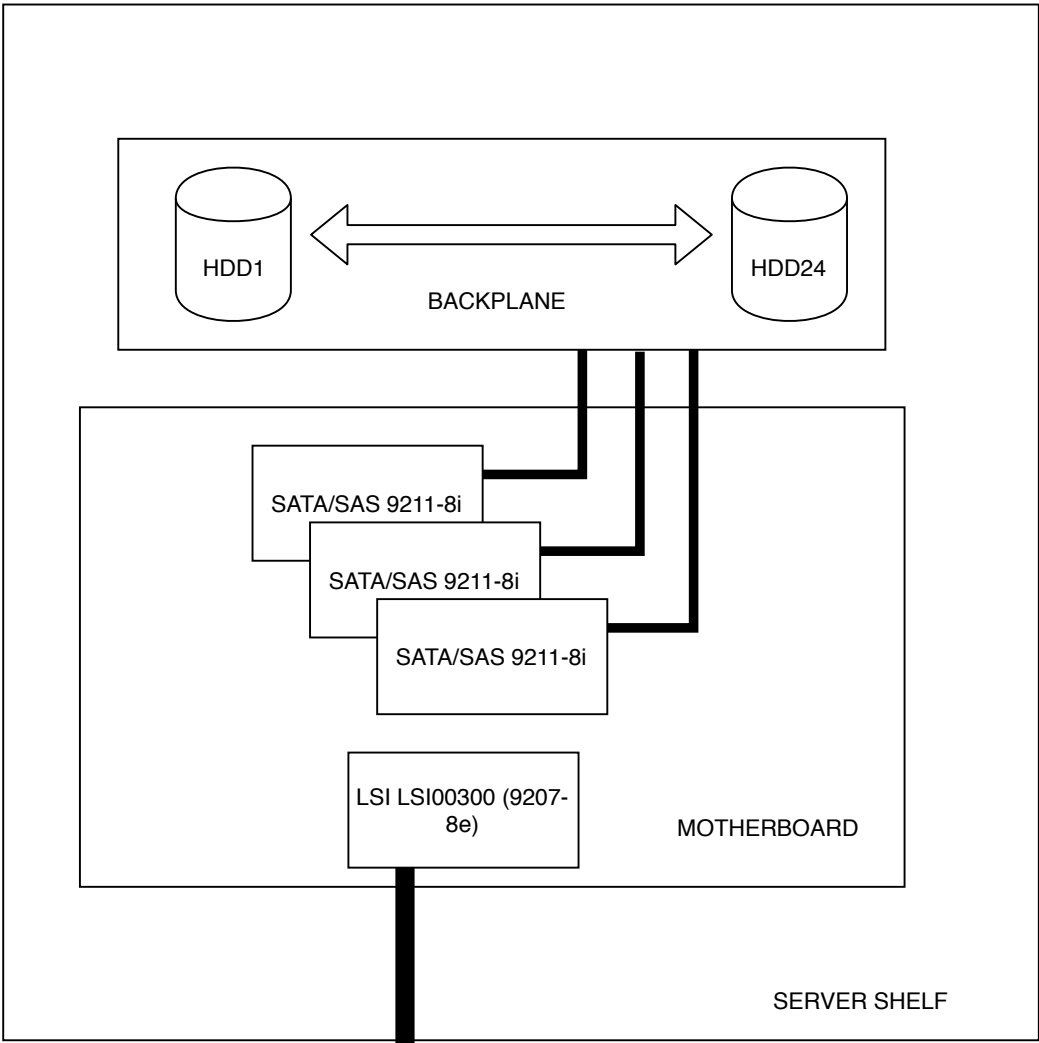 HDD1
HDD24
BACKPLANE
SATA/SAS 9211-8i
SATA/SAS 9211-8i
SATA/SAS 9211-8i
LSI LSI00300 (9207-
8e)
MOTHERBOARD
SERVER SHELF